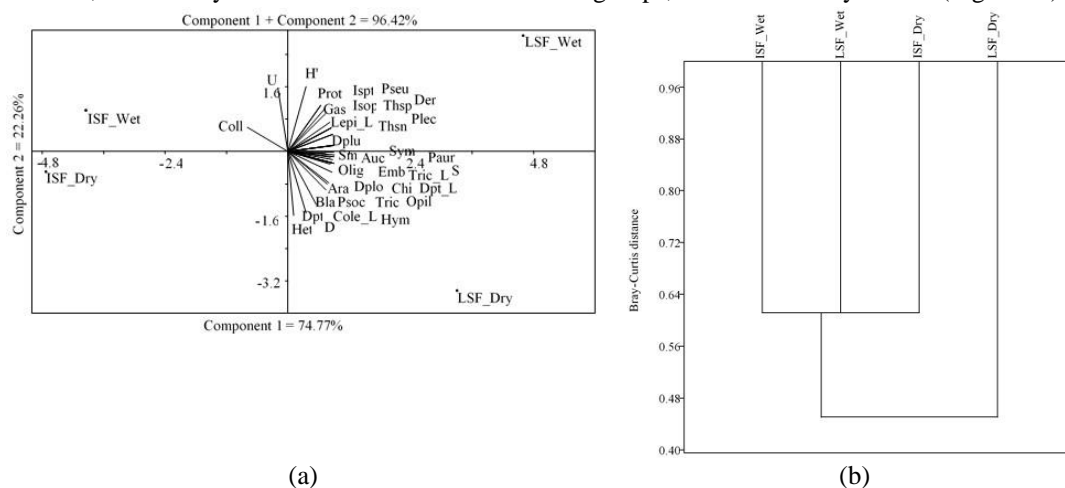 Component 1 + Component 2 = 96.42%
LSF_Wet
U H'
1.6 Prot Ispt Pseu
Der
Gas Isop Thsp
Plec
ISF_Wet
Coll Lepi_L Thsn
Dplu
Sm Auc Sym Paur
-4.8 -2.4 2.4 4.8
Olig Emb Tric_L S
ISF_Dry
Ara Dplo Chi Dpt_L
Bla Psoc Tric Opil
-1.6 Dpt Cole_L Hym
Het D
-3.2
LSF_Dry
Component 2 = 22.26%
Component 1 = 74.77%
(a)
ISF_Wet
LSF_Wet
ISF_Dry
LSF_Dry
0.96
0.88
0.80
0.72
0.64
0.56
0.48
0.40
Bray-Curtis distance
(b)